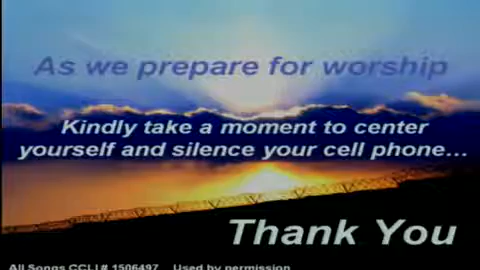 As we prepare for worship
Kindly take a moment to center
yourself and silence your cell phone...
Thank You
All Songs CCLI # 1506497 Used by permission